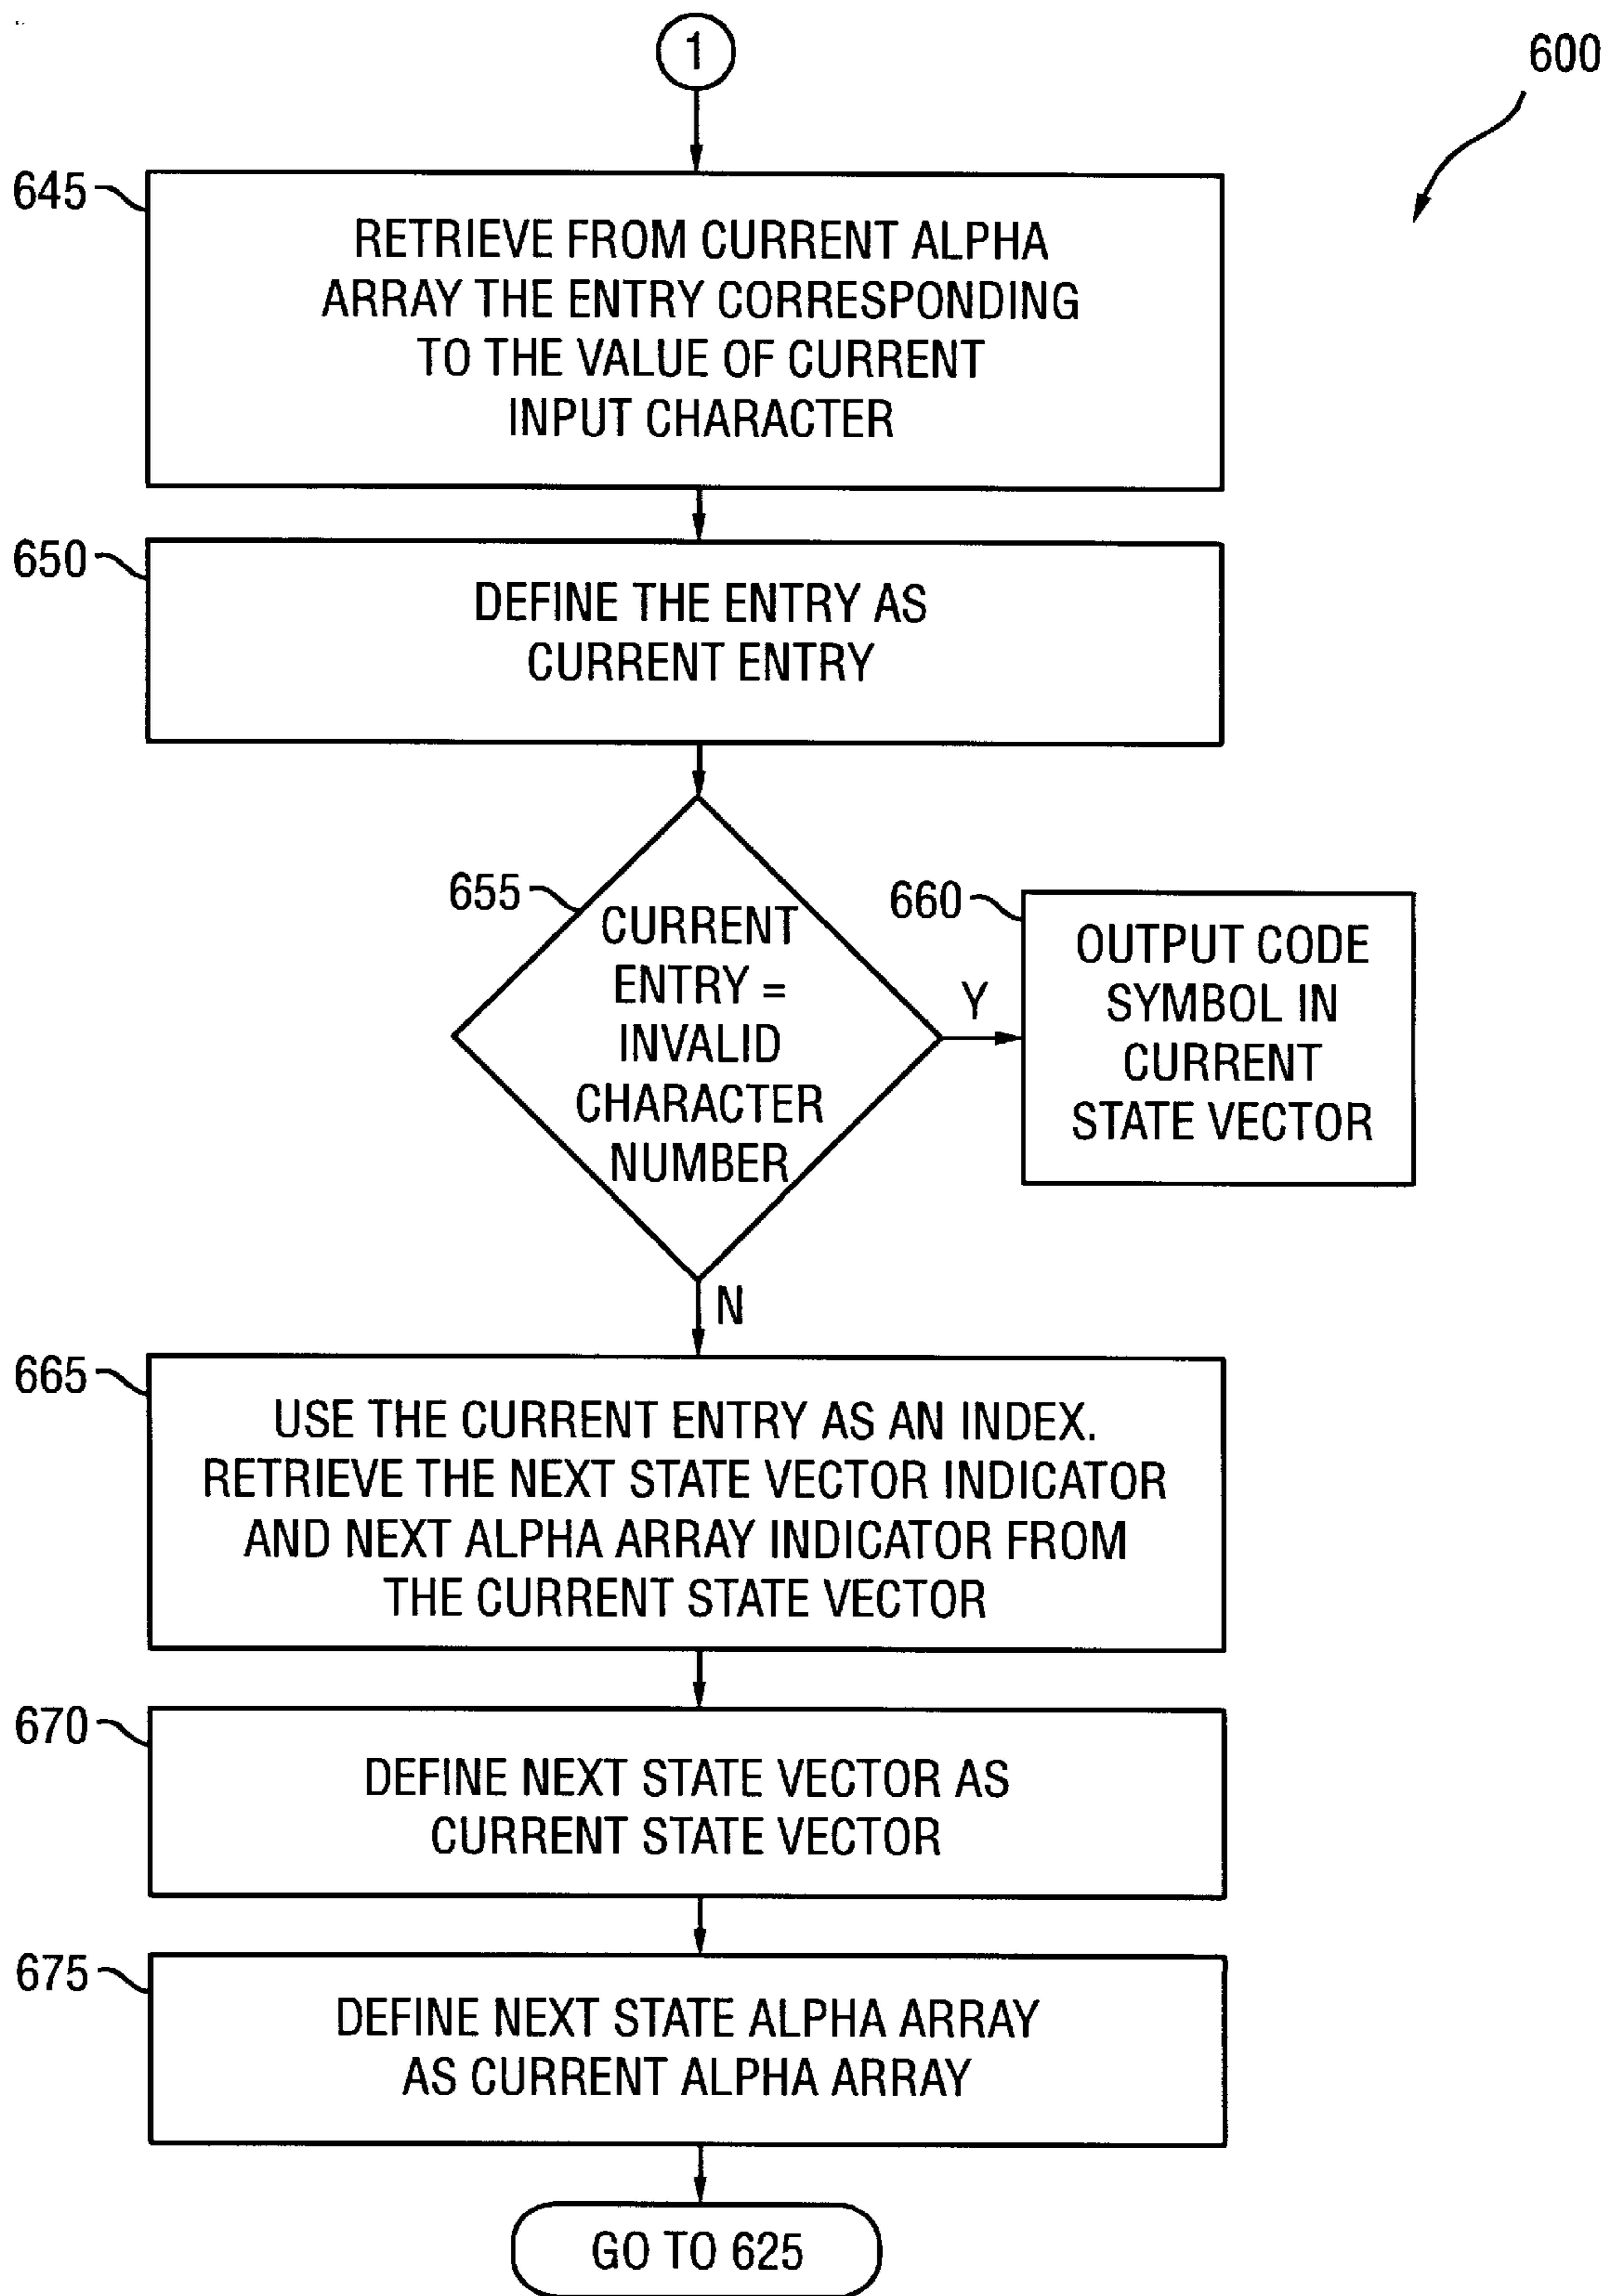 1
600
645
RETRIEVE FROM CURRENT ALPHA
ARRAY THE ENTRY CORRESPONDING
TO THE VALUE OF CURRENT
INPUT CHARACTER
650
DEFINE THE ENTRY AS
CURRENT ENTRY
655
CURRENT
ENTRY =
INVALID
CHARACTER
NUMBER
Y
660
OUTPUT CODE
SYMBOL IN
CURRENT
STATE VECTOR
N
665
USE THE CURRENT ENTRY AS AN INDEX.
RETRIEVE THE NEXT STATE VECTOR INDICATOR
AND NEXT ALPHA ARRAY INDICATOR FROM
THE CURRENT STATE VECTOR
670
DEFINE NEXT STATE VECTOR AS
CURRENT STATE VECTOR
675
DEFINE NEXT STATE ALPHA ARRAY
AS CURRENT ALPHA ARRAY
GO TO 625